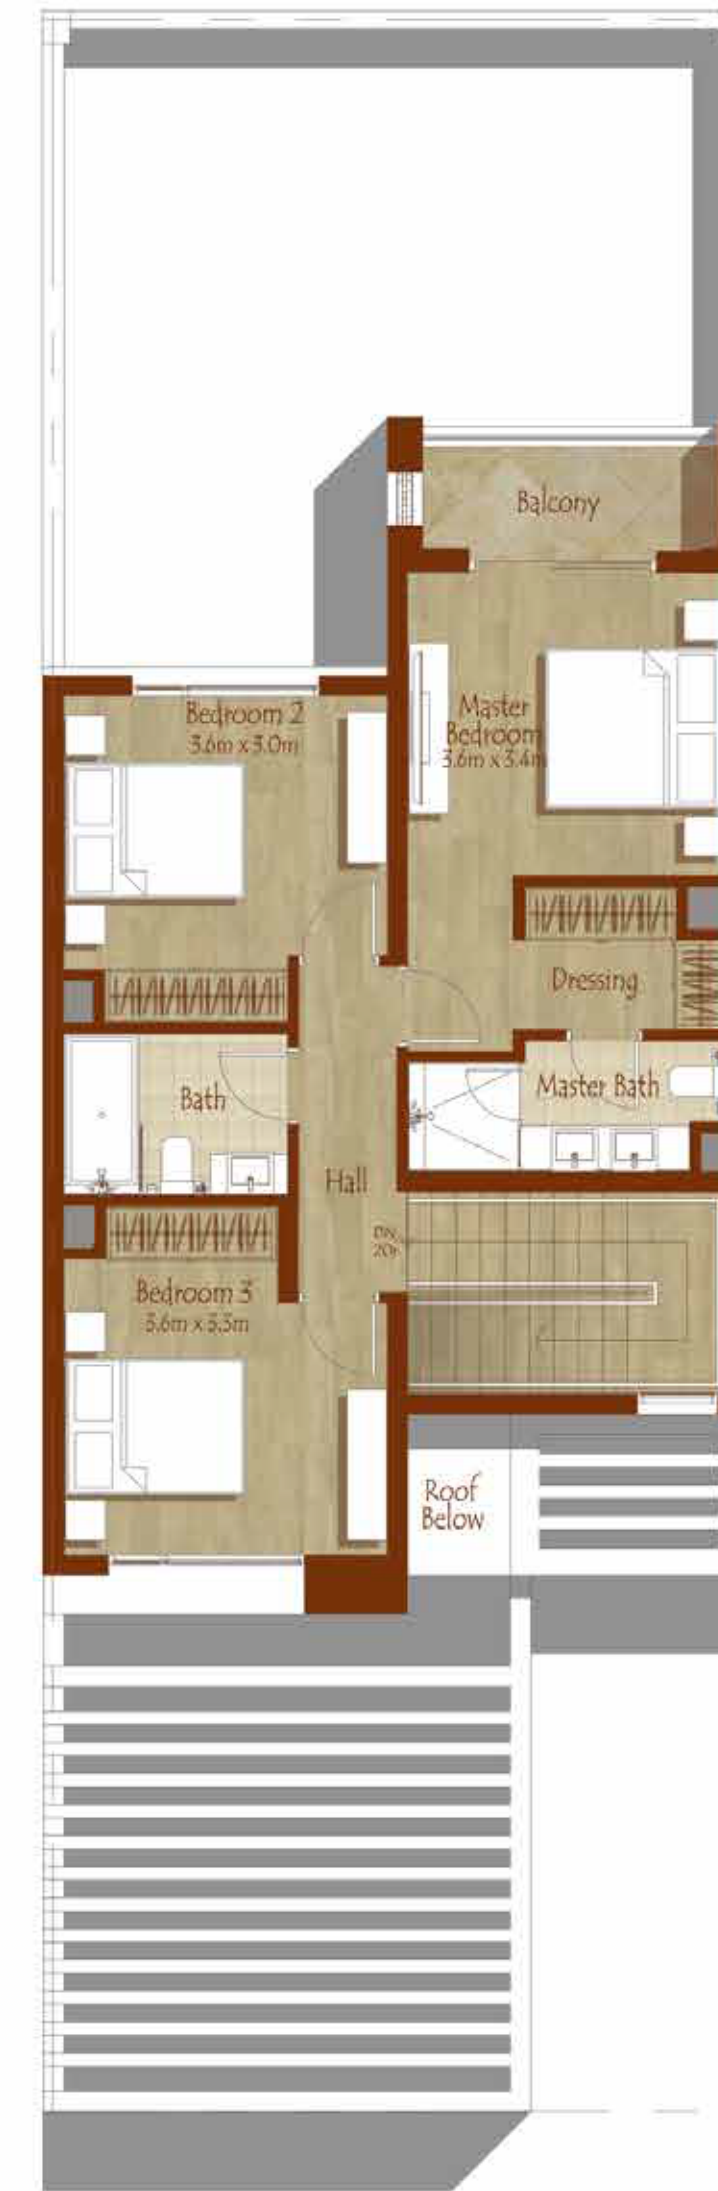 Balcony
Bedroom 2
3.6m x 3.0m
Master
Bedroom
3.6m x 3.4m
Dressing
Bath
Master Bath
Hall
DN
20r
Bedroom 3
3.6m x 3.3m
Roof
Below